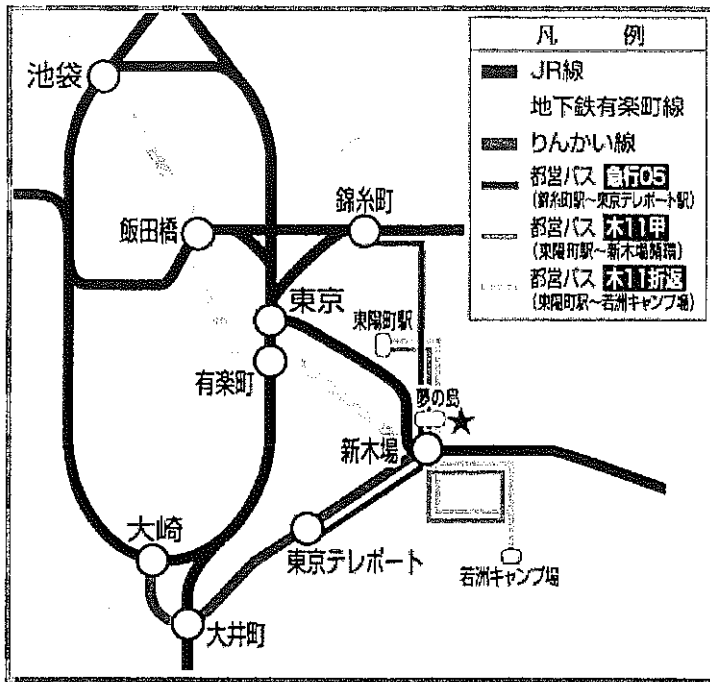 凡 例
JR線
地下鉄有楽町線
りんかい線
都営バス 急行05
(錦糸町駅～東京テレポート駅)
都営バス 木11甲
(東陽町駅～新木場循環)
都営バス 木11折返
(東陽町駅～若洲キャンプ場)
池袋
飯田橋
錦糸町
東京
東陽町駅
有楽町
夢の島
新木場
大崎
東京テレポート
若洲キャンプ場
大井町